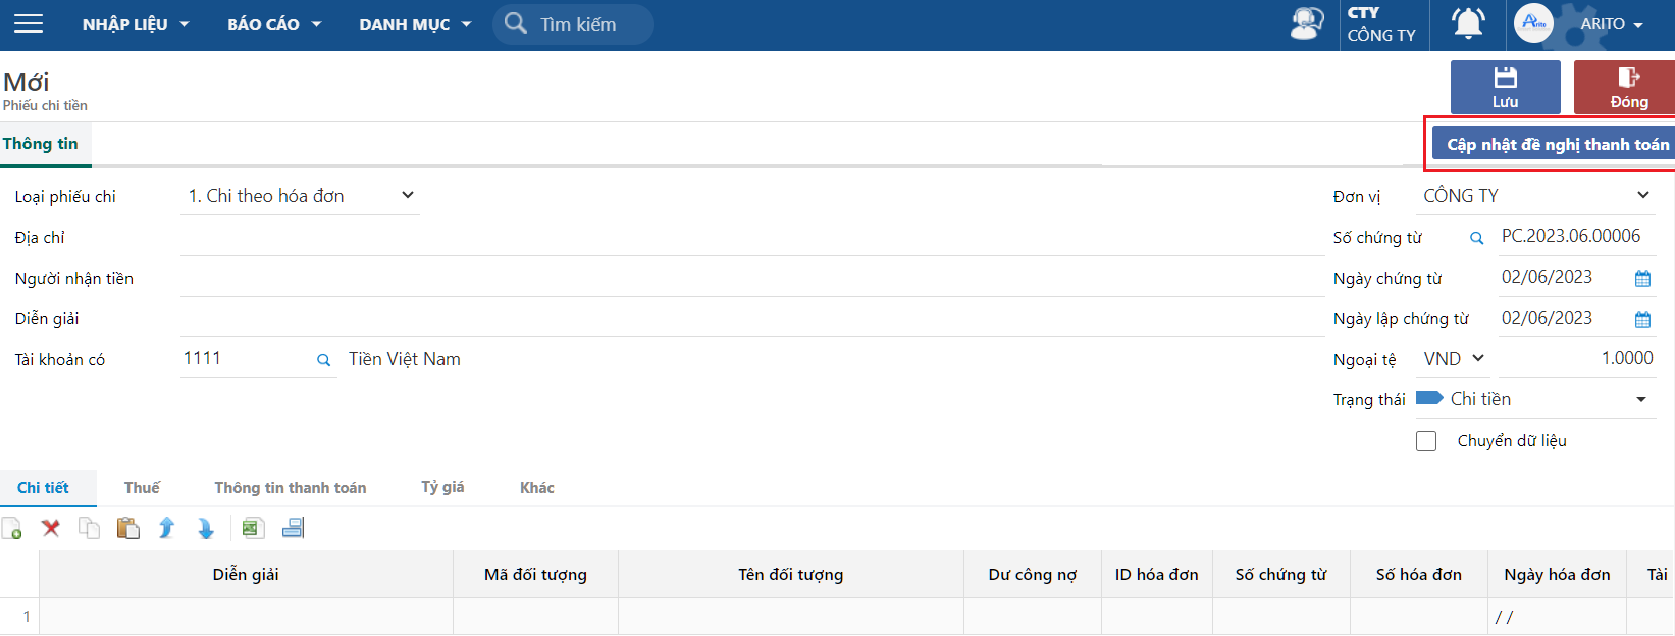 NHẬP LIỆU BÁO CÁO DANH MỤC Tìm kiếm CTY CÔNG TY Arito ARITO
Mới
Phiếu chi tiền
Lưu Đóng
Thông tin
Cập nhật đề nghị thanh toán
Loại phiếu chi 1. Chi theo hóa đơn Đơn vị CÔNG TY
Địa chỉ Số chứng từ PC.2023.06.00006
Người nhận tiền Ngày chứng từ 02/06/2023
Diễn giải Ngày lập chứng từ 02/06/2023
Tài khoản có 1111 Tiền Việt Nam Ngoại tệ VND 1.0000
Trạng thái Chi tiền
Chuyển dữ liệu
Chi tiết Thuế Thông tin thanh toán Tỷ giá Khác
Diễn giải Mã đối tượng Tên đối tượng Dư công nợ ID hóa đơn Số chứng từ Số hóa đơn Ngày hóa đơn Tài
1 / /